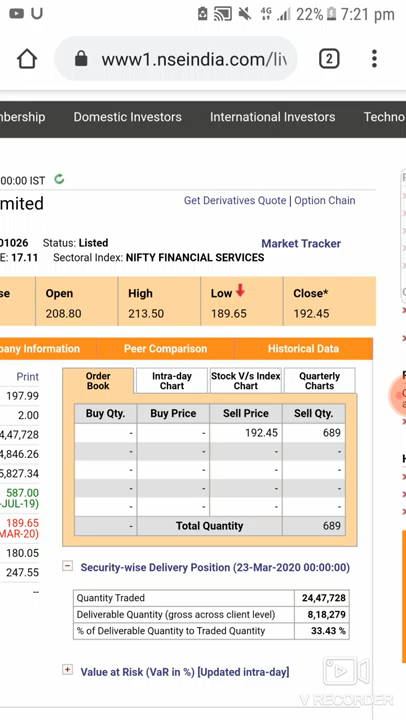 U 4G 22% 7:21 pm
www1.nseindia.com/liv
2
mbership Domestic Investors International Investors Techno
00:00 IST
mited
Get Derivatives Quote | Option Chain
01026 Status: Listed
E: 17.11 Sectoral Index: NIFTY FINANCIAL SERVICES
Market Tracker
se Open High Low Close*
208.80 213.50 189.65 192.45
pany Information Peer Comparison Historical Data
Print
197.99
2.00
4,47,728
4,846.26
5,827.34
587.00
-JUL-19)
189.65
MAR-20)
180.05
247.55
--
Order Book Intra-day Chart Stock V/s Index Chart Quarterly Charts
Buy Qty. Buy Price Sell Price Sell Qty.
- - 192.45 689
- - - -
- - - -
- - - -
- - - -
- Total Quantity 689
Security-wise Delivery Position (23-Mar-2020 00:00:00)
Quantity Traded 24,47,728
Deliverable Quantity (gross across client level) 8,18,279
% of Deliverable Quantity to Traded Quantity 33.43 %
Value at Risk (VaR in %) [Updated intra-day]
V RECORDER